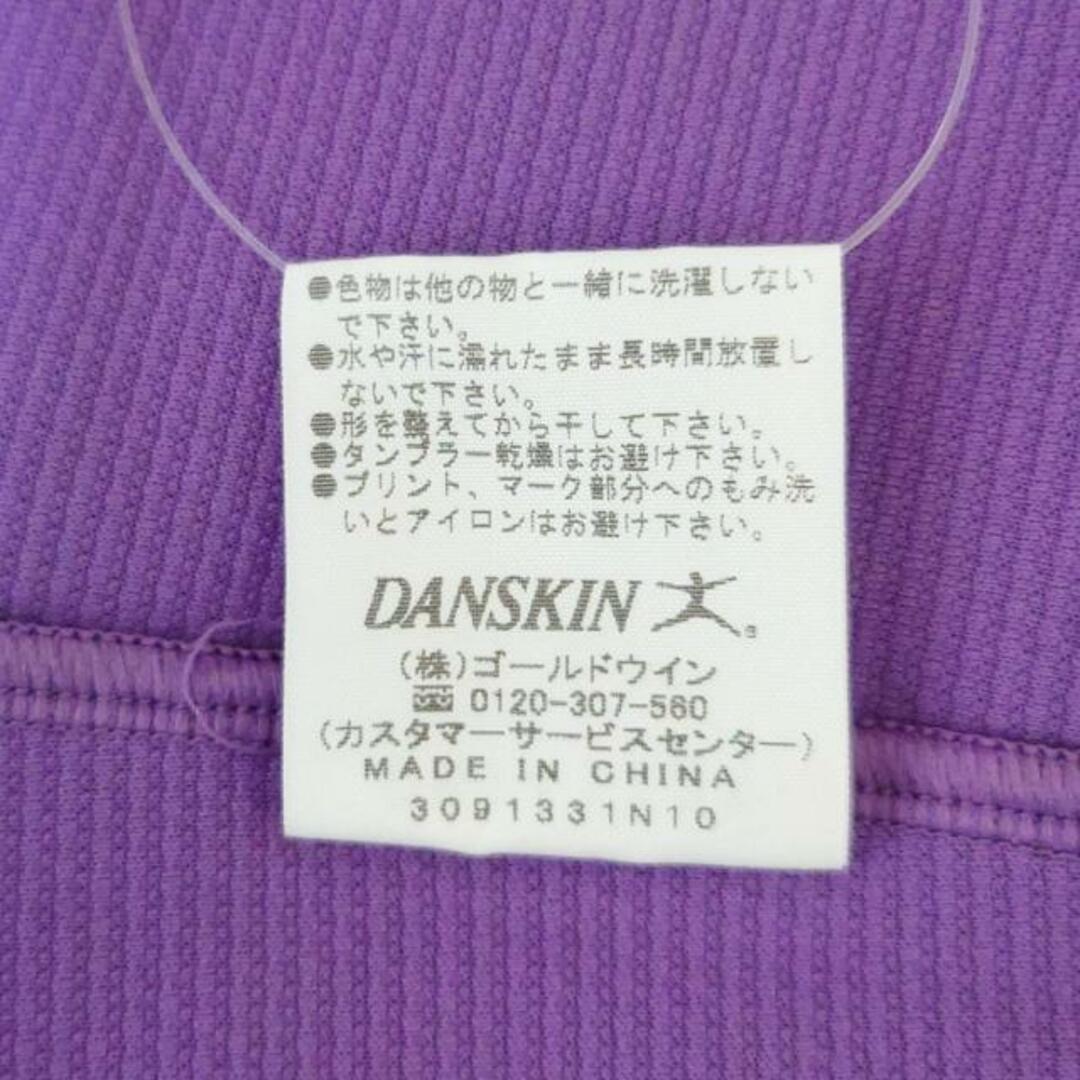 ●色物は他の物と一緒に洗濯しない
で下さい。
●水や汗に濡れたまま長時間放置し
ないで下さい。
●形を整えてから干して下さい。
●タンブラー乾燥はお避け下さい。
●プリント、マーク部分へのもみ洗
いとアイロンはお避け下さい。
DANSKIN ®
(株)ゴールドウイン
0120-307-560
(カスタマーサービスセンター)
MADE IN CHINA
3091331N10